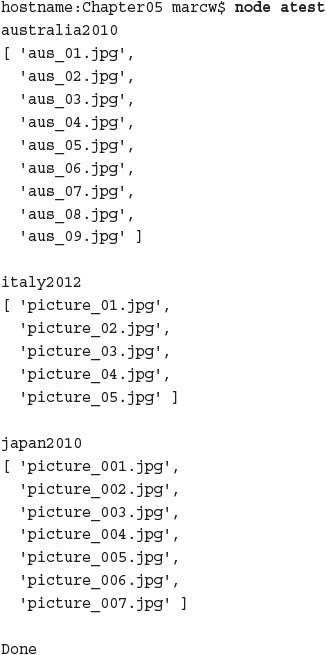 hostname:Chapter05 marcw$ node atest
australia2010
[ 'aus_01.jpg',
  'aus_02.jpg',
  'aus_03.jpg',
  'aus_04.jpg',
  'aus_05.jpg',
  'aus_06.jpg',
  'aus_07.jpg',
  'aus_08.jpg',
  'aus_09.jpg' ]

italy2012
[ 'picture_01.jpg',
  'picture_02.jpg',
  'picture_03.jpg',
  'picture_04.jpg',
  'picture_05.jpg' ]

japan2010
[ 'picture_001.jpg',
  'picture_002.jpg',
  'picture_003.jpg',
  'picture_004.jpg',
  'picture_005.jpg',
  'picture_006.jpg',
  'picture_007.jpg' ]

Done